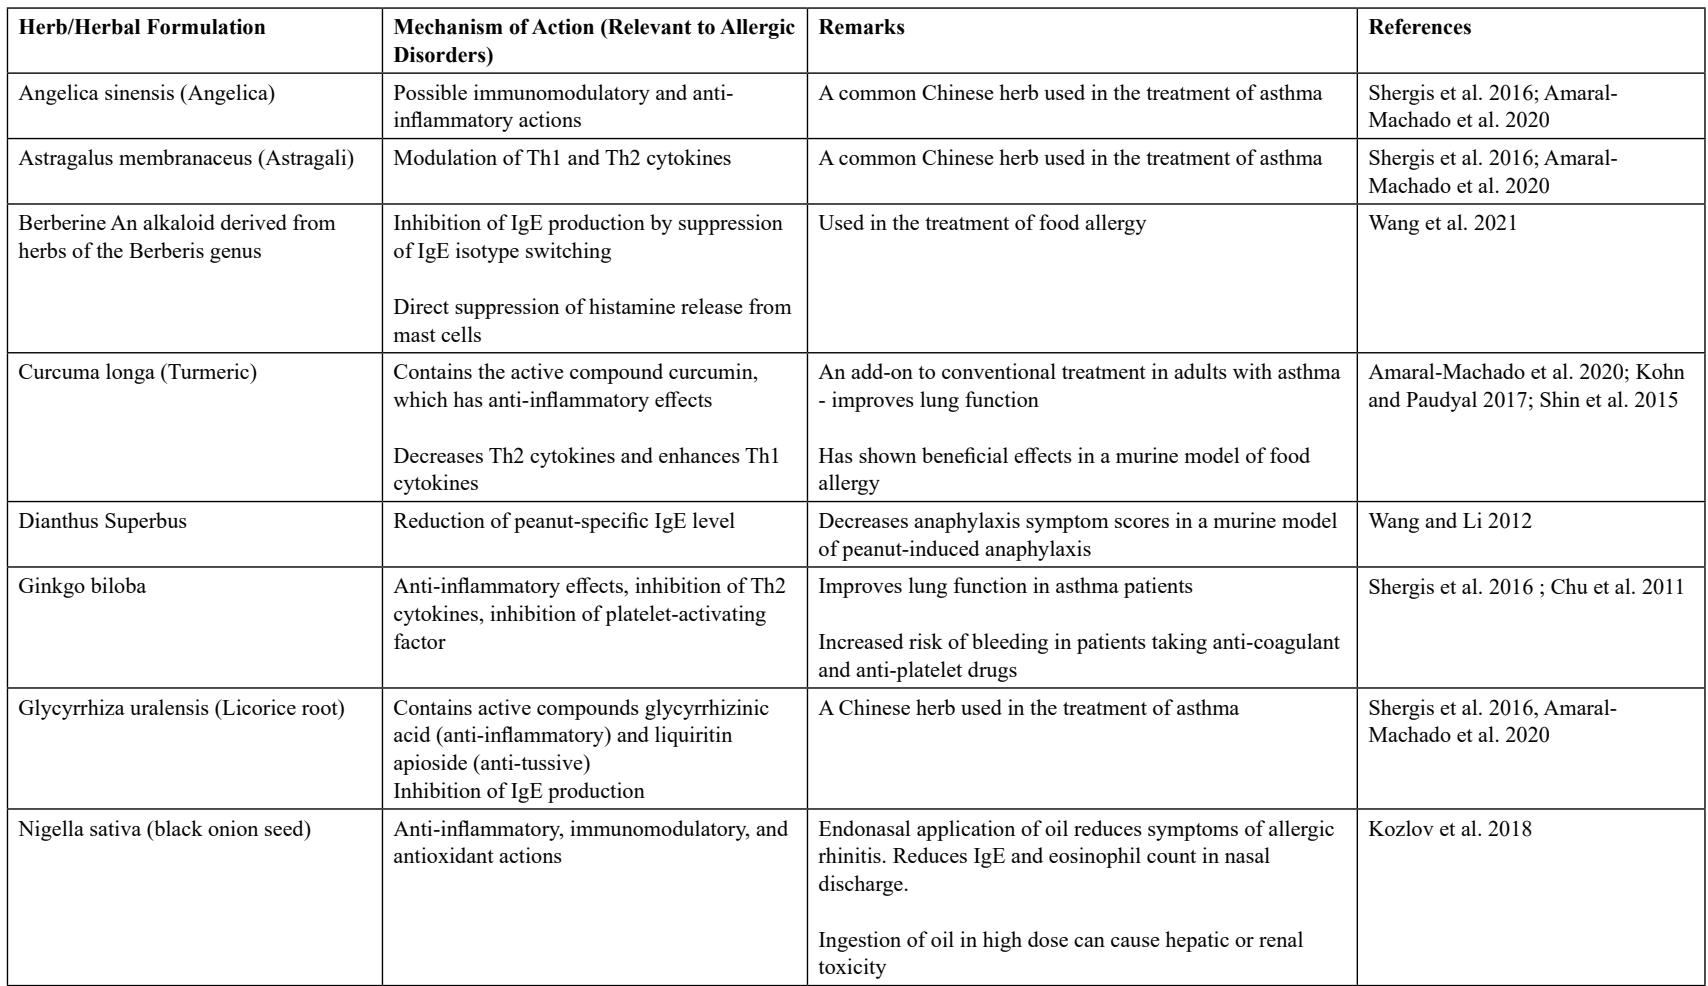 Herb/Herbal Formulation
Mechanism of Action (Relevant to Allergic
Disorders)
Remarks
References
Angelica sinensis (Angelica)
Possible immunomodulatory and anti-
inflammatory actions
A common Chinese herb used in the treatment of asthma
Shergis et al. 2016; Amaral-
Machado et al. 2020
Astragalus membranaceus (Astragali)
Modulation of Th1 and Th2 cytokines
A common Chinese herb used in the treatment of asthma
Shergis et al. 2016; Amaral-
Machado et al. 2020
Berberine An alkaloid derived from
herbs of the Berberis genus
Inhibition of IgE production by suppression
of IgE isotype switching
Direct suppression of histamine release from
mast cells
Used in the treatment of food allergy
Wang et al. 2021
Curcuma longa (Turmeric)
Contains the active compound curcumin,
which has anti-inflammatory effects
Decreases Th2 cytokines and enhances Th1
cytokines
An add-on to conventional treatment in adults with asthma
- improves lung function
Has shown beneficial effects in a murine model of food
allergy
Amaral-Machado et al. 2020; Kohn
and Paudyal 2017; Shin et al. 2015
Dianthus Superbus
Reduction of peanut-specific IgE level
Decreases anaphylaxis symptom scores in a murine model
of peanut-induced anaphylaxis
Wang and Li 2012
Ginkgo biloba
Anti-inflammatory effects, inhibition of Th2
cytokines, inhibition of platelet-activating
factor
Improves lung function in asthma patients
Increased risk of bleeding in patients taking anti-coagulant
and anti-platelet drugs
Shergis et al. 2016 ; Chu et al. 2011
Glycyrrhiza uralensis (Licorice root)
Contains active compounds glycyrrhizinic
acid (anti-inflammatory) and liquiritin
apioside (anti-tussive)
Inhibition of IgE production
A Chinese herb used in the treatment of asthma
Shergis et al. 2016, Amaral-
Machado et al. 2020
Nigella sativa (black onion seed)
Anti-inflammatory, immunomodulatory, and
antioxidant actions
Endonasal application of oil reduces symptoms of allergic
rhinitis. Reduces IgE and eosinophil count in nasal
discharge.
Ingestion of oil in high dose can cause hepatic or renal
toxicity
Kozlov et al. 2018